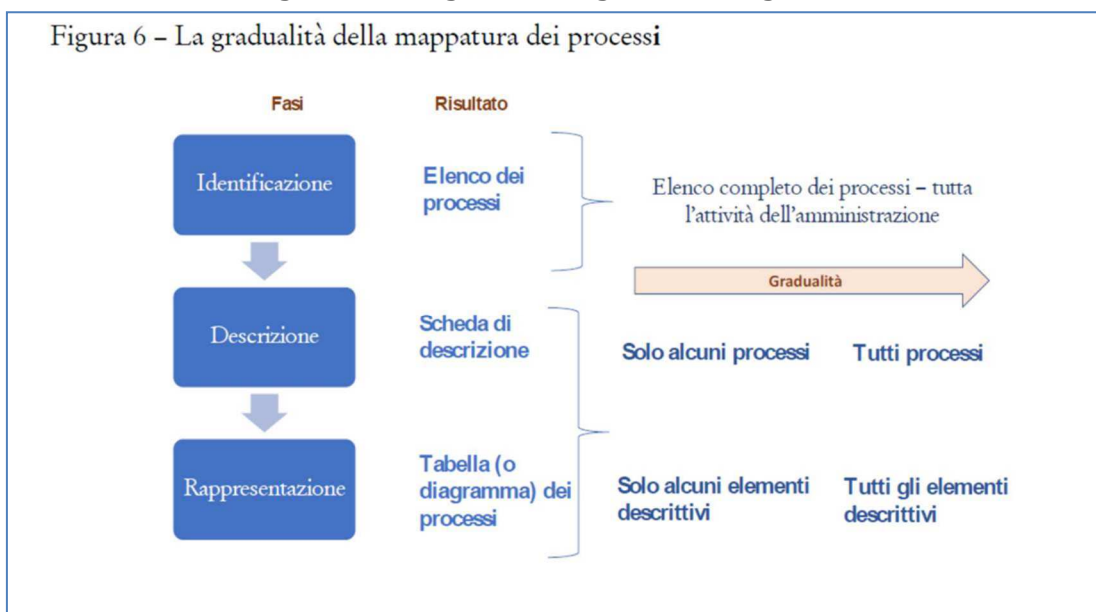 Figura 6 – La gradualità della mappatura dei processi
Fasi
Risultato
Identificazione
Elenco dei
processi
Elenco completo dei processi – tutta
l'attività dell'amministrazione
Gradualità
Descrizione
Scheda di
descrizione
Solo alcuni processi
Tutti processi
Rappresentazione
Tabella (o
diagramma) dei
processi
Solo alcuni elementi
descrittivi
Tutti gli elementi
descrittivi